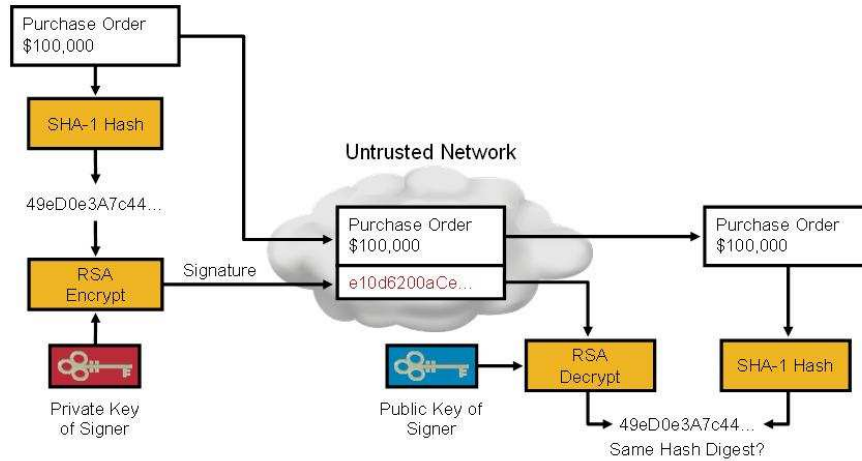 Purchase Order
$100,000
SHA-1 Hash
49eD0e3A7c44...
RSA
Encrypt
Signature
Private Key
of Signer
Untrusted Network
Purchase Order
$100,000
e10d6200aCe...
Public Key of
Signer
RSA
Decrypt
Purchase Order
$100,000
SHA-1 Hash
49eD0e3A7c44...
Same Hash Digest?